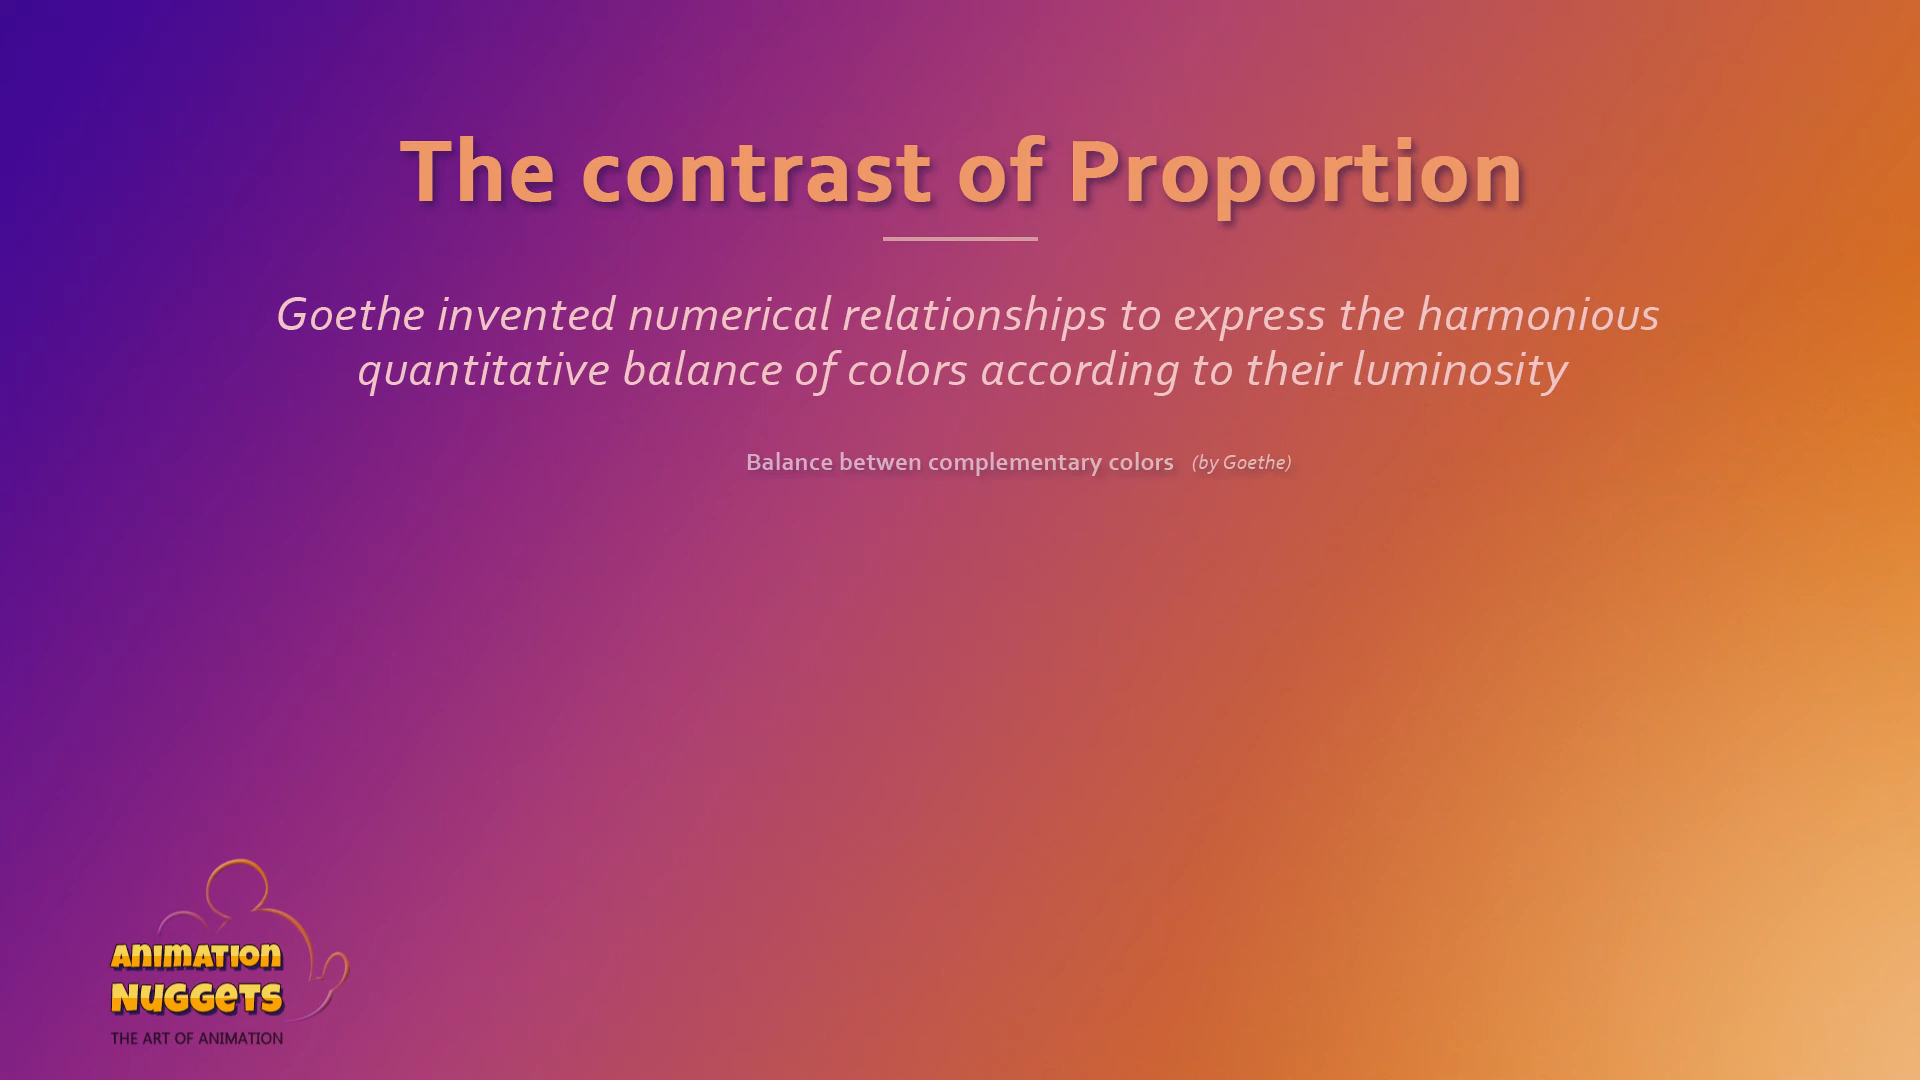 The contrast of Proportion
Goethe invented numerical relationships to express the harmonious
quantitative balance of colors according to their luminosity
Balance betwen complementary colors (by Goethe)
ANIMATION
NUGGETS
THE ART OF ANIMATION